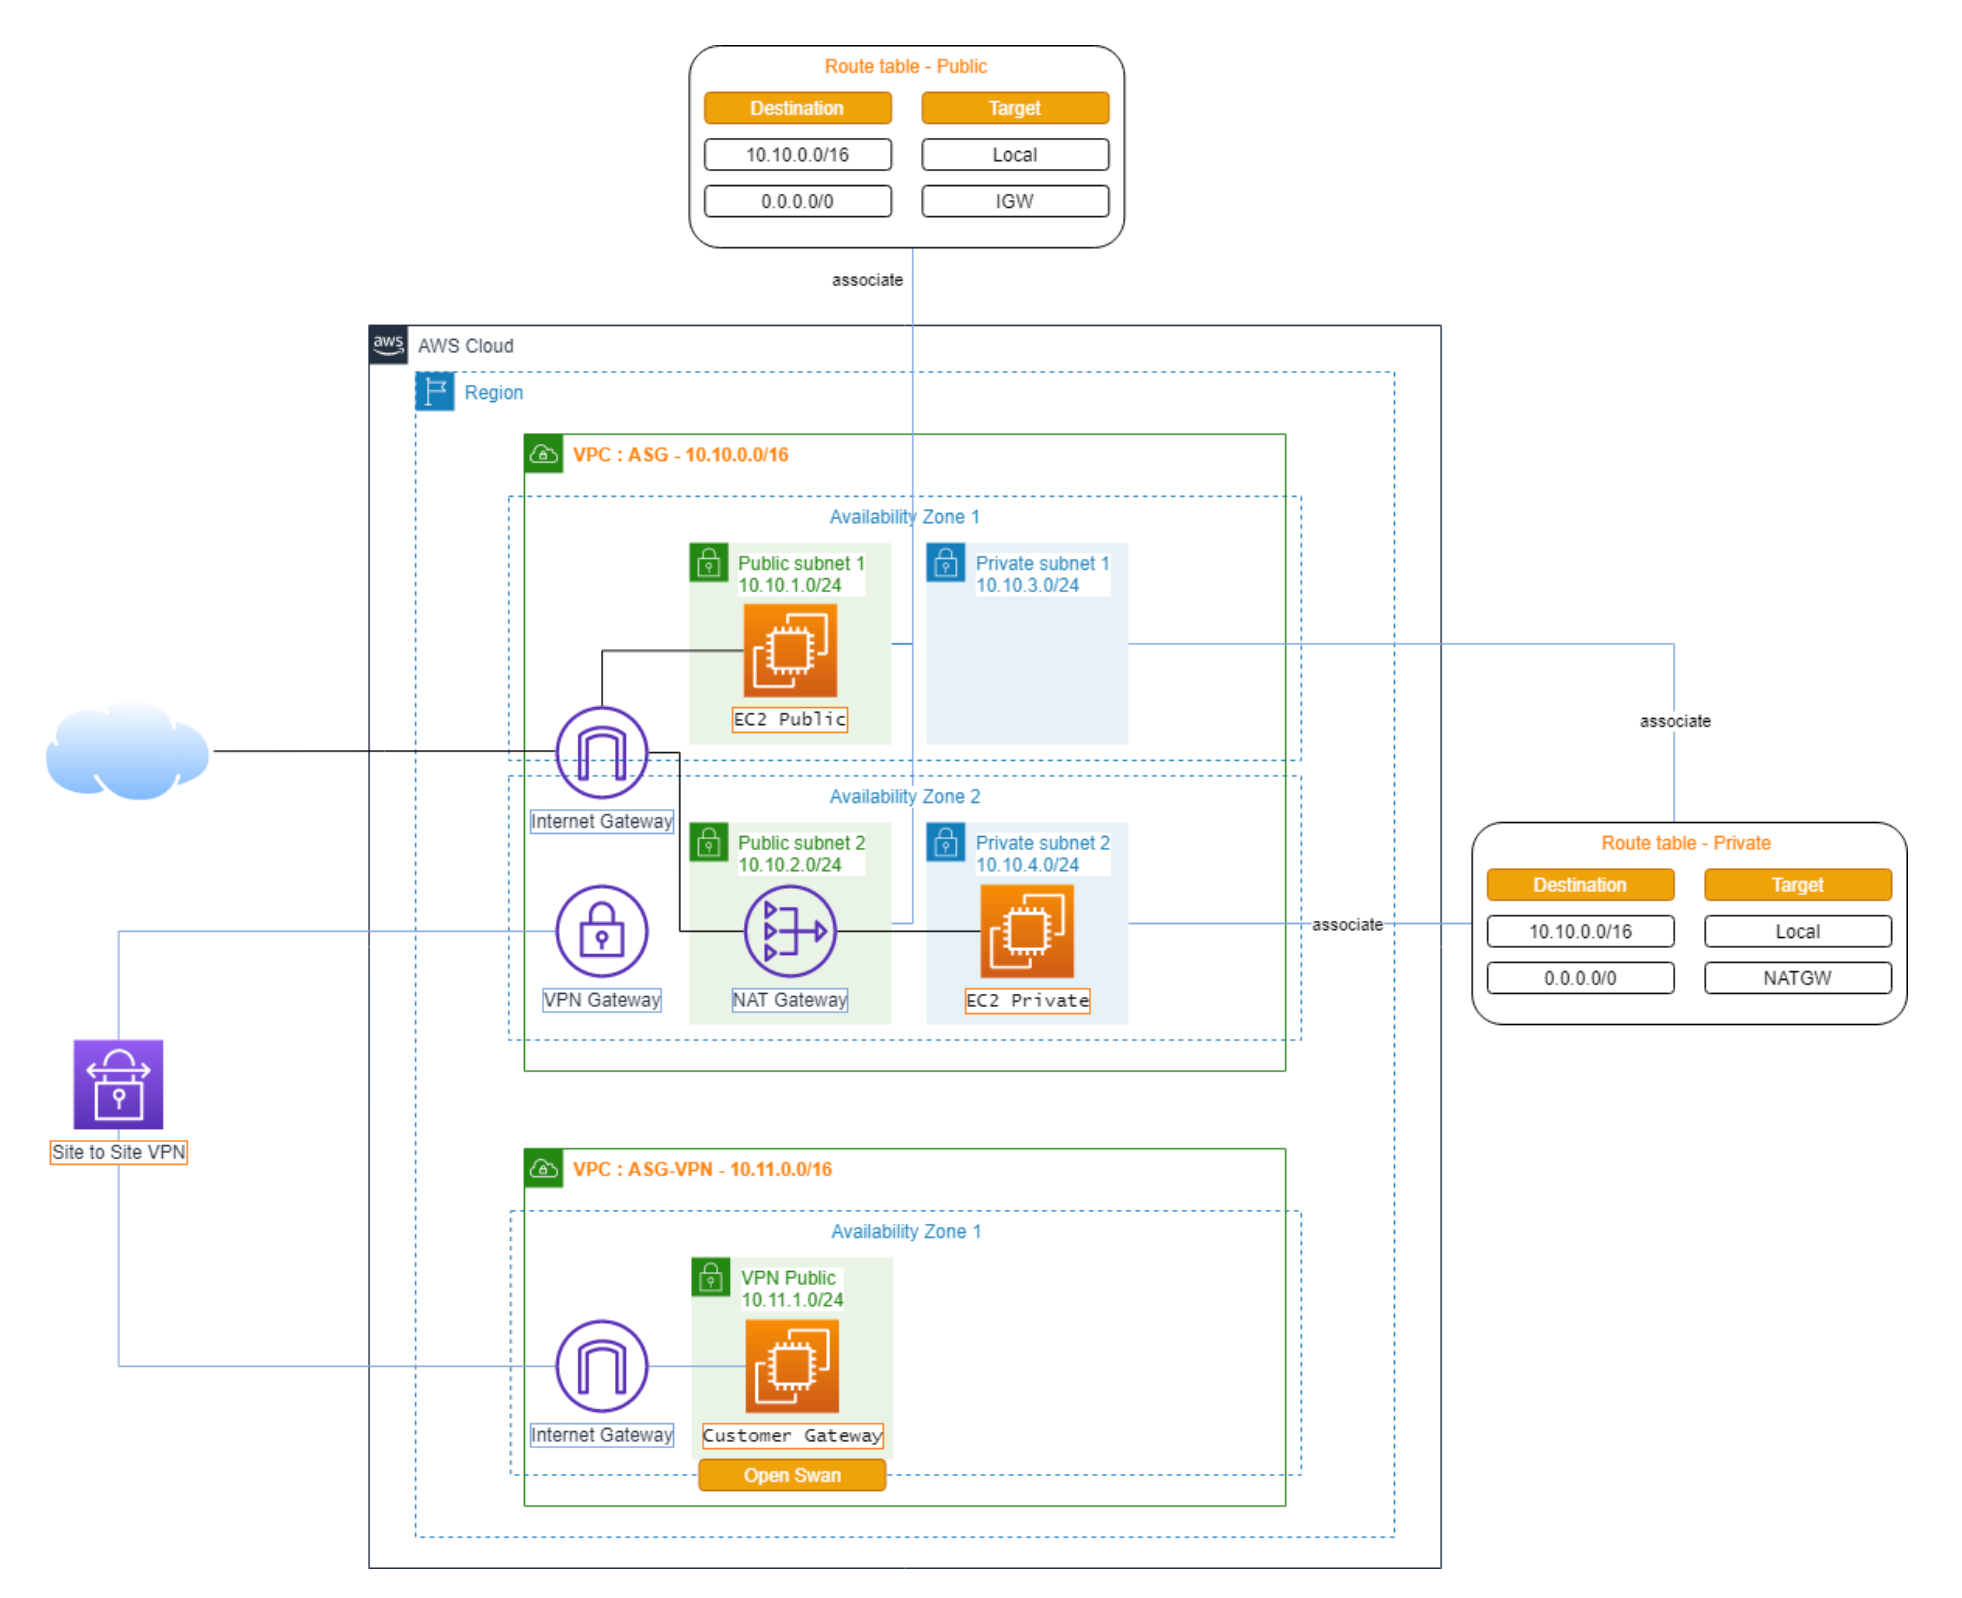 Route table - Public
Destination
Target
10.10.0.0/16
Local
0.0.0.0/0
IGW
associate
aws
AWS Cloud
Region
VPC : ASG - 10.10.0.0/16
Availability Zone 1
Public subnet 1
10.10.1.0/24
Private subnet 1
10.10.3.0/24
EC2 Public
Internet Gateway
associate
Availability Zone 2
Public subnet 2
10.10.2.0/24
Private subnet 2
10.10.4.0/24
VPN Gateway
NAT Gateway
EC2 Private
associate
Route table - Private
Destination
Target
10.10.0.0/16
Local
0.0.0.0/0
NATGW
Site to Site VPN
VPC : ASG-VPN - 10.11.0.0/16
Availability Zone 1
VPN Public
10.11.1.0/24
Internet Gateway
Customer Gateway
Open Swan